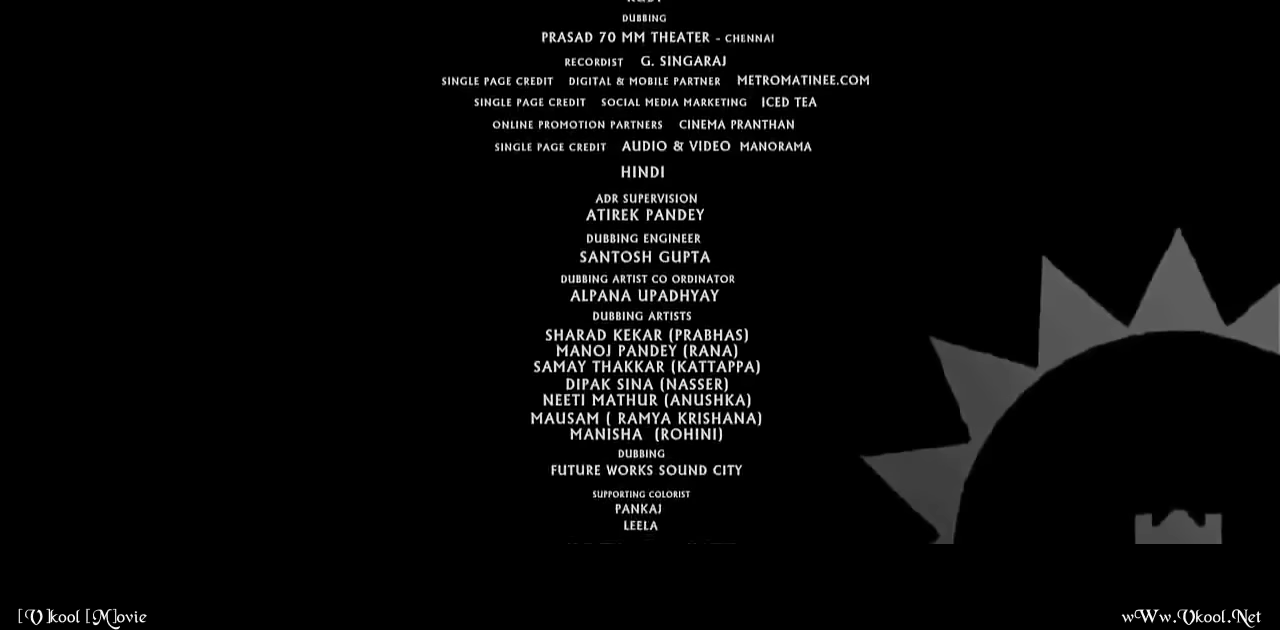 DUBBING
PRASAD 70 MM THEATER - CHENNAI
RECORDIST G. SINGARAJ
SINGLE PAGE CREDIT DIGITAL & MOBILE PARTNER METROMATINEE.COM
SINGLE PAGE CREDIT SOCIAL MEDIA MARKETING ICED TEA
ONLINE PROMOTION PARTNERS CINEMA PRANTHAN
SINGLE PAGE CREDIT AUDIO & VIDEO MANORAMA
HINDI
ADR SUPERVISION
ATIREK PANDEY
DUBBING ENGINEER
SANTOSH GUPTA
DUBBING ARTIST CO ORDINATOR
ALPANA UPADHYAY
DUBBING ARTISTS
SHARAD KEKAR (PRABHAS)
MANOJ PANDEY (RANA)
SAMAY THAKKAR (KATTAPPA)
DIPAK SINA (NASSER)
NEETI MATHUR (ANUSHKA)
MAUSAM ( RAMYA KRISHANA)
MANISHA (ROHINI)
DUBBING
FUTURE WORKS SOUND CITY
SUPPORTING COLORIST
PANKAJ
LEELA
[V]kool [M]ovie
wWw.Vkool.Net